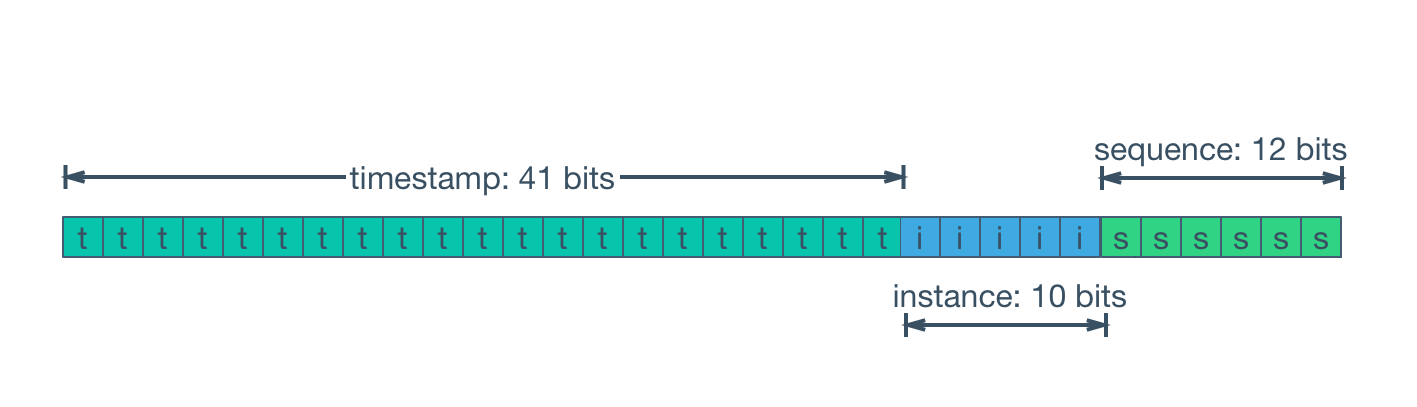 sequence: 12 bits
timestamp: 41 bits
t t t t t t t t t t t t t t t t t t t t t i i i i i s s s s s s
instance: 10 bits